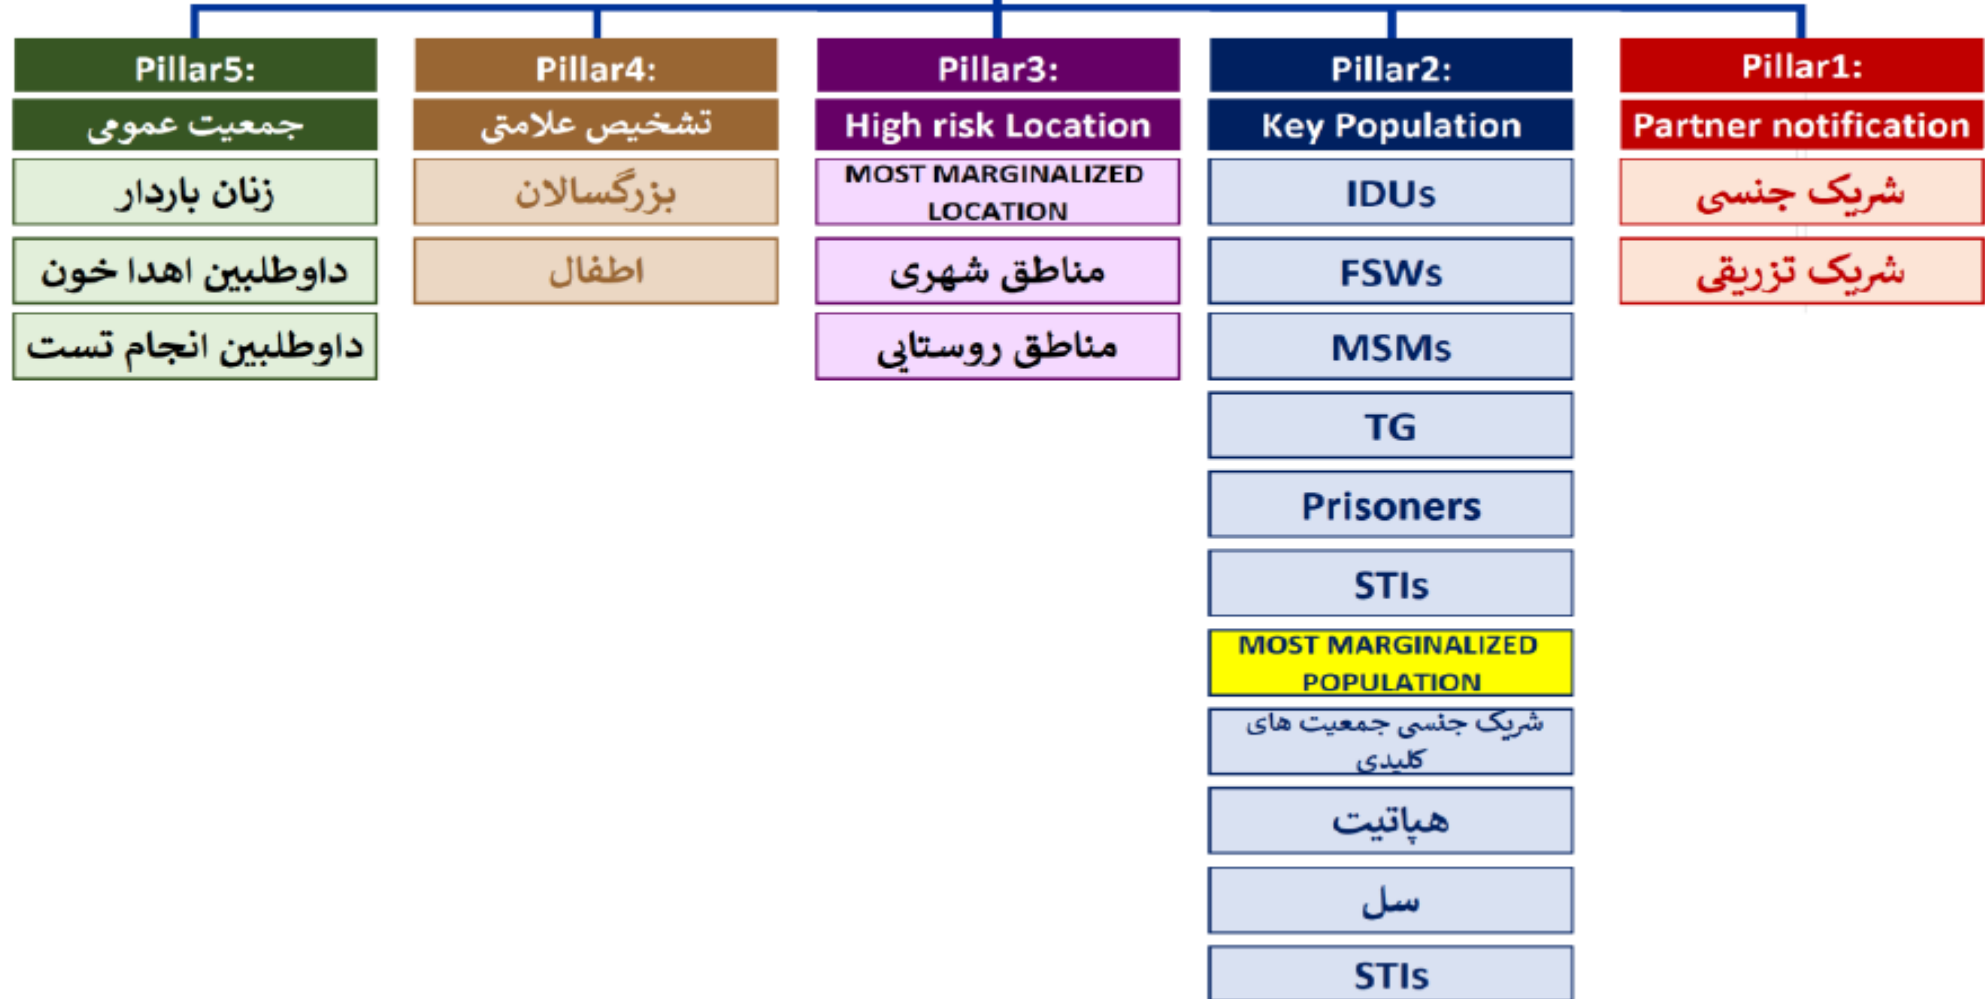 Pillar1:
Partner notification
شریک جنسی
شریک تزریقی
Pillar2:
Key Population
IDUs
FSWs
MSMs
TG
Prisoners
STIs
MOST MARGINALIZED
POPULATION
شریک جنسی جمعیت های
کلیدی
هپاتیت
سل
STIs
Pillar3:
High risk Location
MOST MARGINALIZED
LOCATION
مناطق شهری
مناطق روستایی
Pillar4:
تشخیص علامتی
بزرگسالان
اطفال
Pillar5:
جمعیت عمومی
زنان باردار
داوطلبین اهدا خون
داوطلبین انجام تست